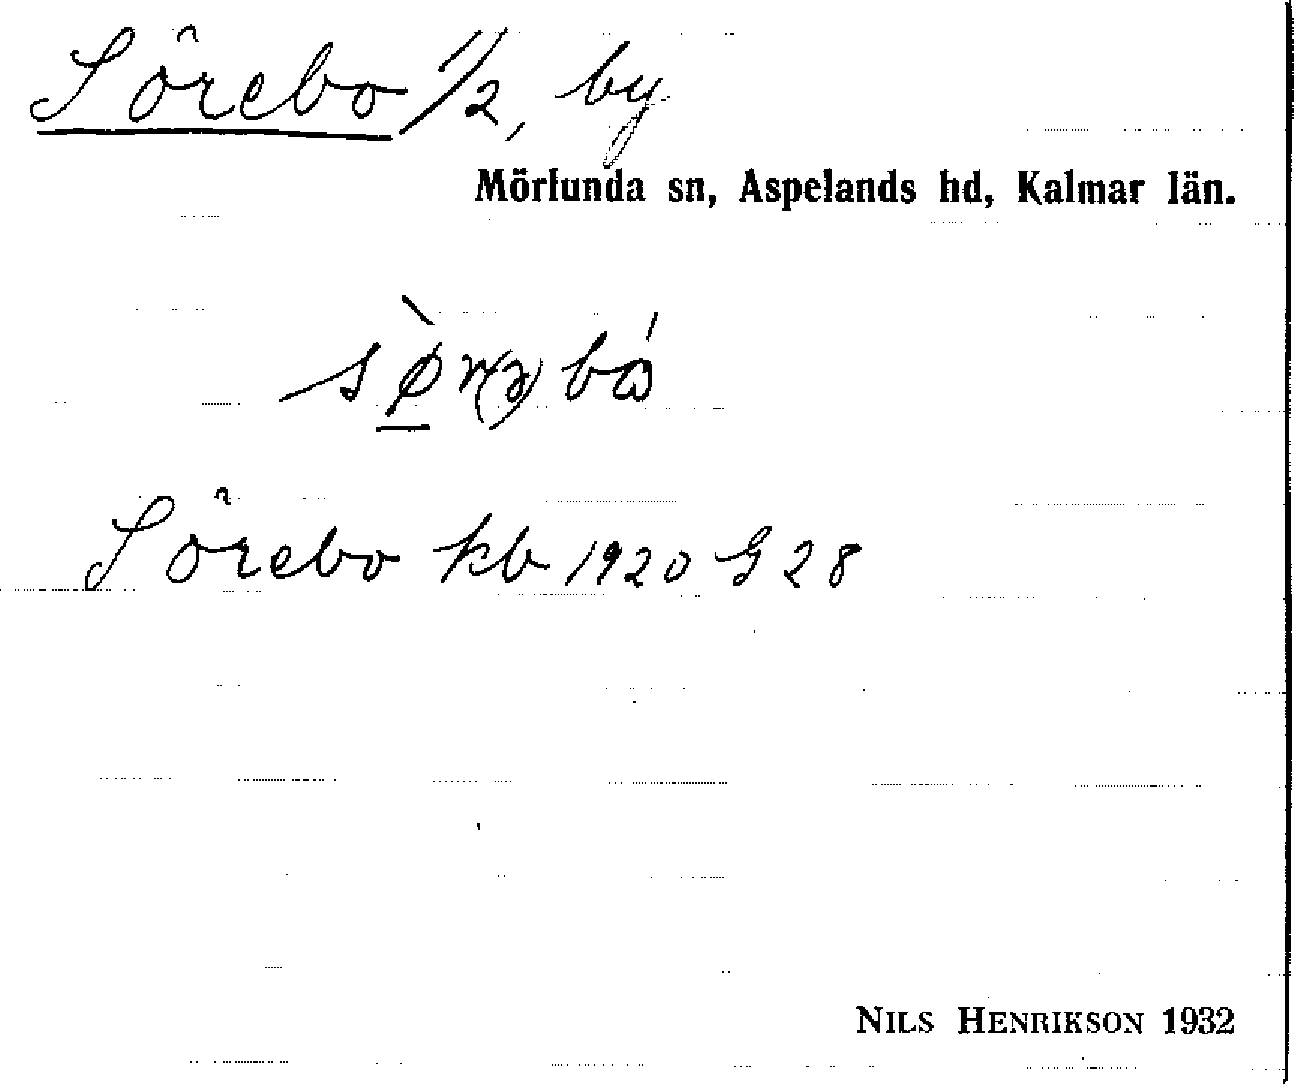 Sörebo 1/2, by
Mörlunda sn, Aspelands hd, Kalmar län.
Sörebo kb 1920 G 28
NILS HENRIKSON 1932